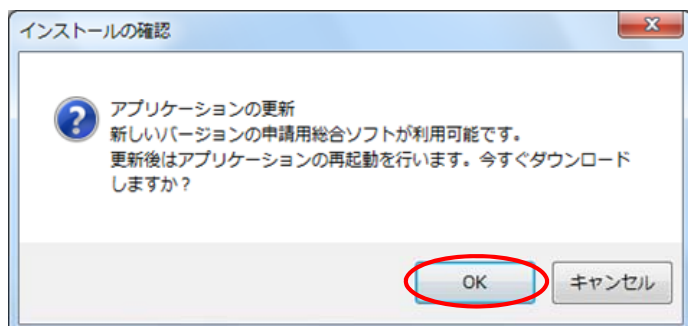 インストールの確認
アプリケーションの更新
新しいバージョンの申請用総合ソフトが利用可能です。
更新後はアプリケーションの再起動を行います。今すぐダウンロード
しますか？
OK
キャンセル